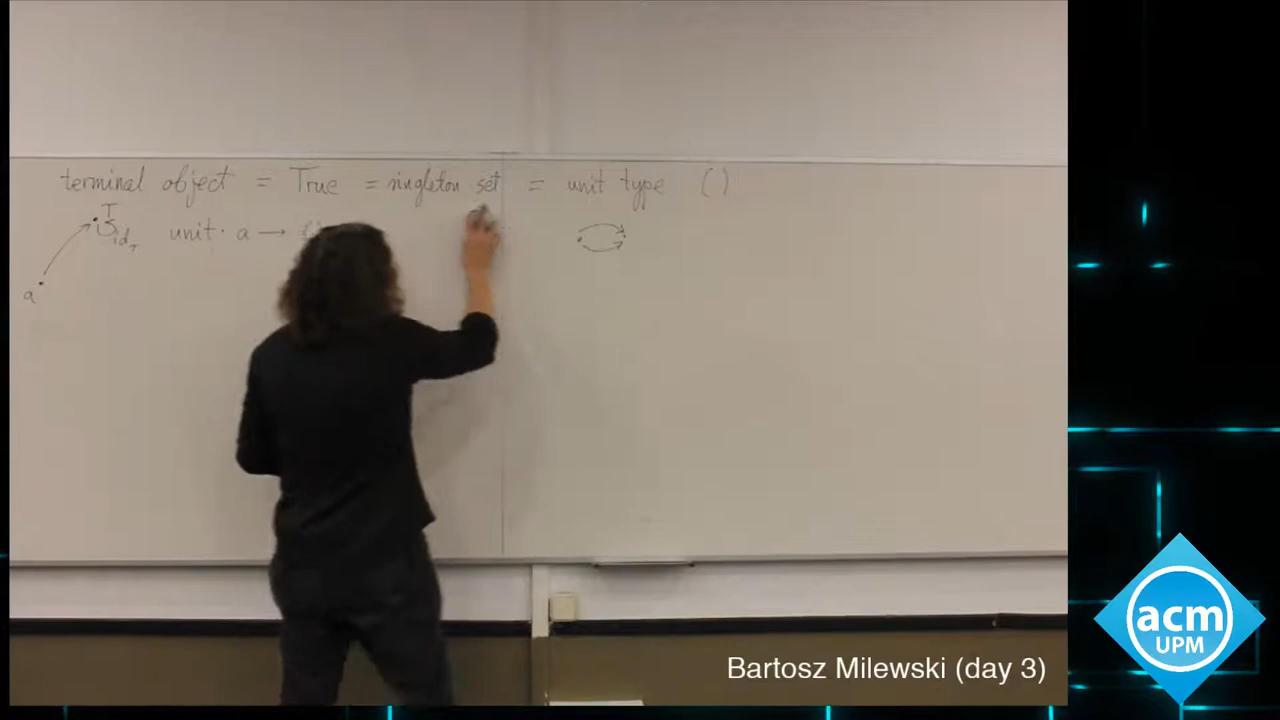 terminal object = True = singleton set = unit type ()
T
id_T unit · a →
a
acm
UPM
Bartosz Milewski (day 3)